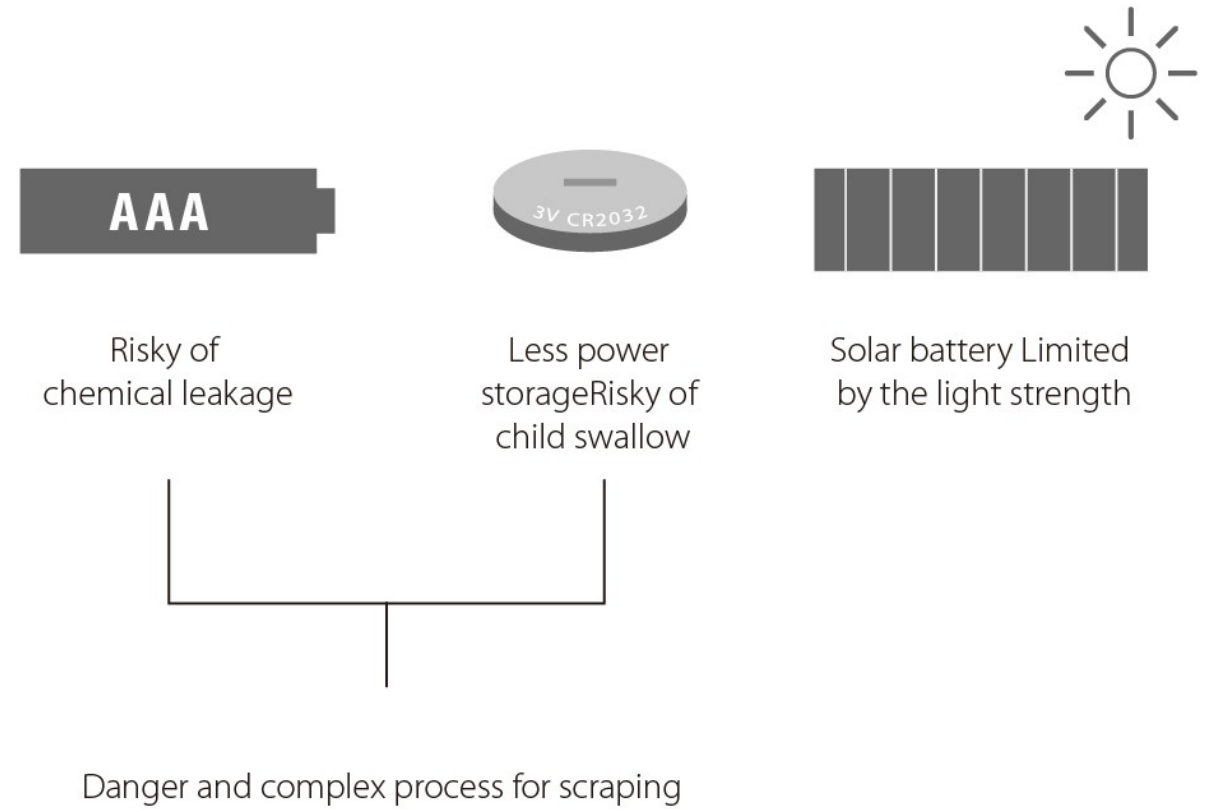 AAA
3V CR2032
Risky of
chemical leakage
Less power
storageRisky of
child swallow
Solar battery Limited
by the light strength
Danger and complex process for scraping